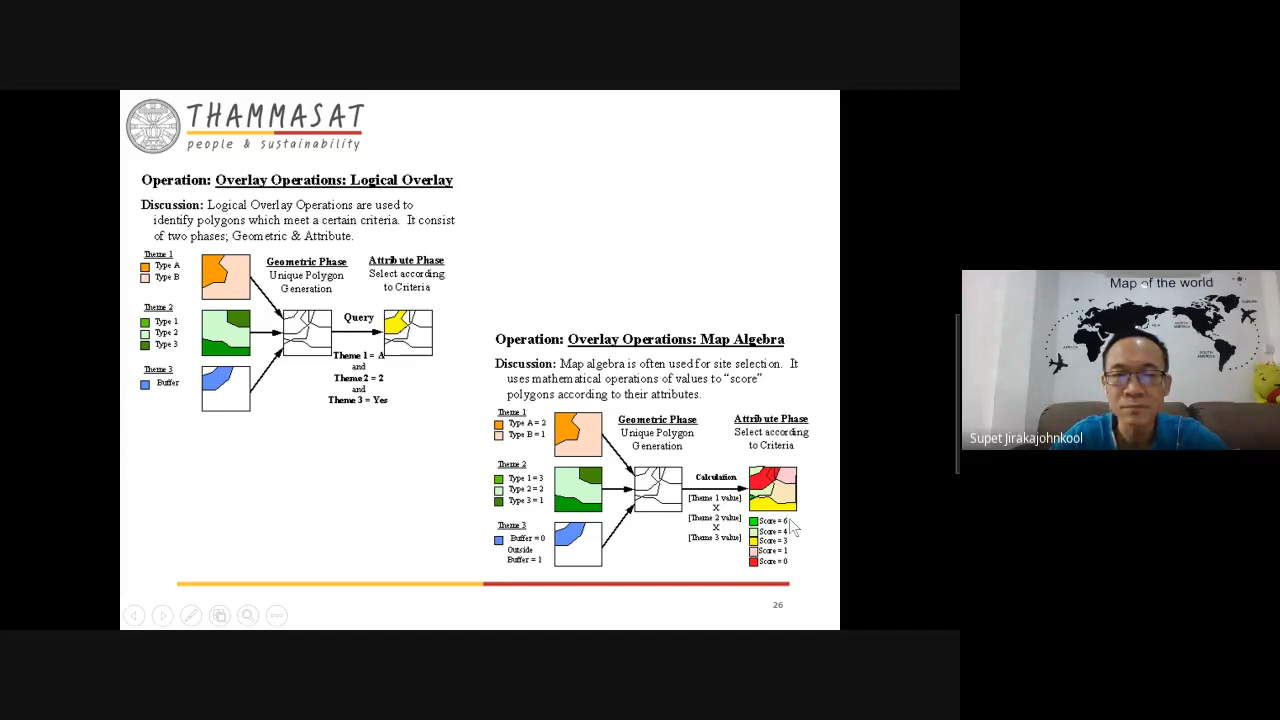 THAMMASAT
people & sustainability
Operation: Overlay Operations: Logical Overlay
Discussion: Logical Overlay Operations are used to
identify polygons which meet a certain criteria. It consist
of two phases; Geometric & Attribute.
Theme 1
Type A
Type B
Geometric Phase
Unique Polygon
Generation
Attribute Phase
Select according
to Criteria
Theme 2
Type 1
Type 2
Type 3
Query
Theme 1 = A
and
Theme 2 = 2
and
Theme 3 = Yes
Theme 3
Buffer
Operation: Overlay Operations: Map Algebra
Discussion: Map algebra is often used for site selection. It
uses mathematical operations of values to “score”
polygons according to their attributes.
Theme 1
Type A = 2
Type B = 1
Geometric Phase
Unique Polygon
Generation
Attribute Phase
Select according
to Criteria
Theme 2
Type 1 = 3
Type 2 = 2
Type 3 = 1
Calculation
[Theme 1 value]
X
[Theme 2 value]
X
[Theme 3 value]
Theme 3
Buffer = 0
Outside
Buffer = 1
Score = 6
Score = 4
Score = 3
Score = 1
Score = 0
26
Map of the world
EUROPE
ASIA
AFRICA
NORTH
AMERICA
SOUTH
AMERICA
Supet Jirakajohnkool